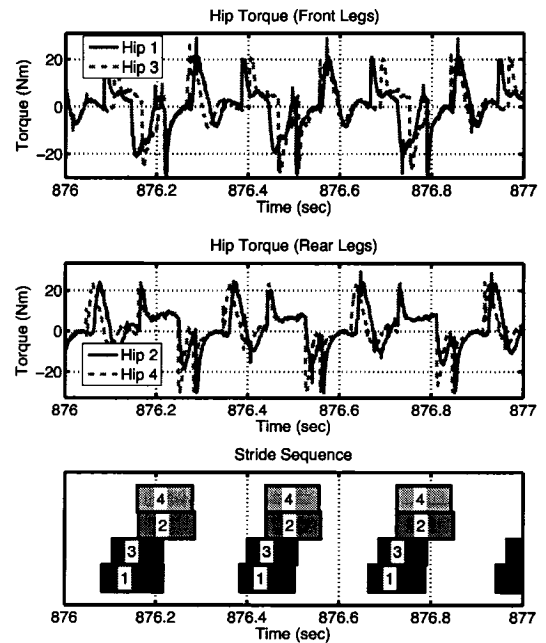 Hip Torque (Front Legs)
Torque (Nm)
20
0
−20
Hip 1
Hip 3
876 876.2 876.4 876.6 876.8 877
Time (sec)
Hip Torque (Rear Legs)
Torque (Nm)
20
0
−20
Hip 2
Hip 4
876 876.2 876.4 876.6 876.8 877
Time (sec)
Stride Sequence
4 4 4
2 2 2
3 3 3
1 1 1
876 876.2 876.4 876.6 876.8 877
Time (sec)